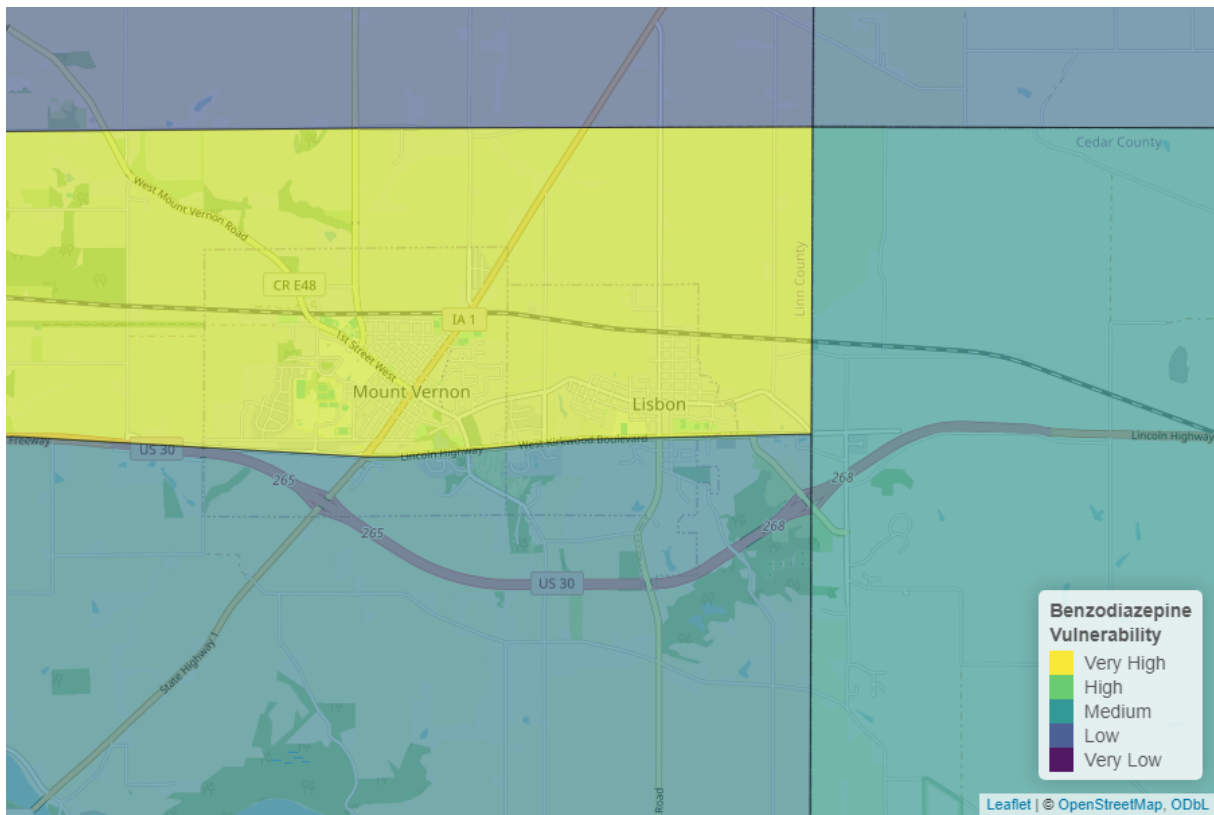 Cedar County
West Mount Vernon Road
Linn County
CR E48
IA 1
1st Street West
Mount Vernon
Lisbon
Freeway
US 30
Lincoln Highway
West Kirkwood Boulevard
Lincoln Highway
265
268
265
268
US 30
State Highway 1
Road
Benzodiazepine
Vulnerability
Very High
High
Medium
Low
Very Low
Leaflet | © OpenStreetMap, ODbL